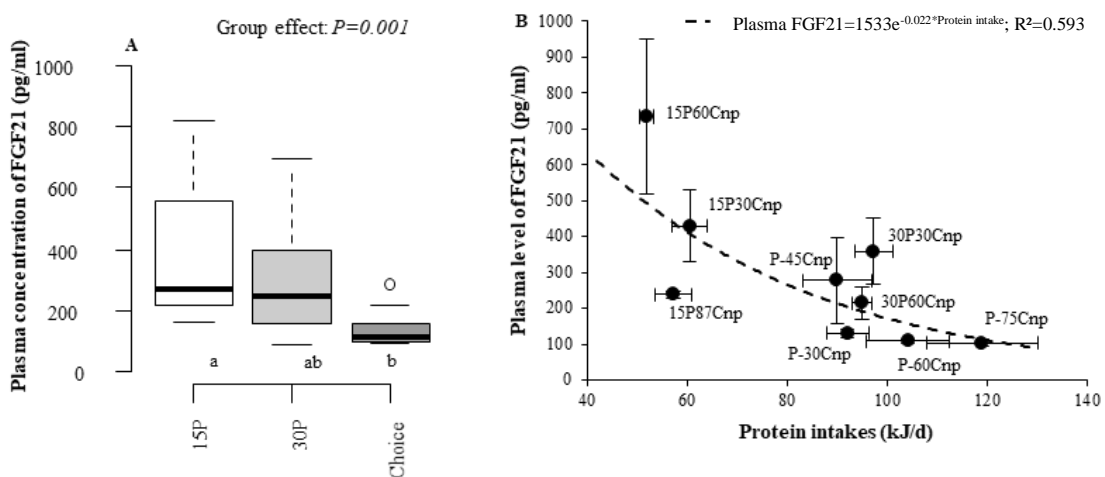 Group effect: P=0.001
A
Plasma concentration of FGF21 (pg/ml)
1000
800
600
400
200
0
a
ab
b
15P
30P
Choice
B
Plasma FGF21=1533e-0.022*Protein intake; R²=0.593
Plasma level of FGF21 (pg/ml)
1000
900
800
700
600
500
400
300
200
100
0
15P60Cnp
15P30Cnp
30P30Cnp
P-45Cnp
15P87Cnp
30P60Cnp
P-75Cnp
P-30Cnp
P-60Cnp
40
60
80
100
120
140
Protein intakes (kJ/d)